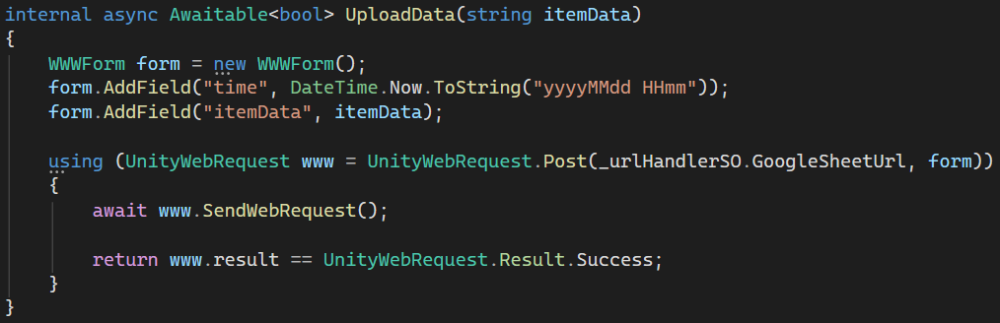 internal async Awaitable<bool> UploadData(string itemData)
{
    WWWForm form = new WWWForm();
    form.AddField("time", DateTime.Now.ToString("yyyyMMdd HHmm"));
    form.AddField("itemData", itemData);

    using (UnityWebRequest www = UnityWebRequest.Post(_urlHandlerSO.GoogleSheetUrl, form))
    {
        await www.SendWebRequest();

        return www.result == UnityWebRequest.Result.Success;
    }
}